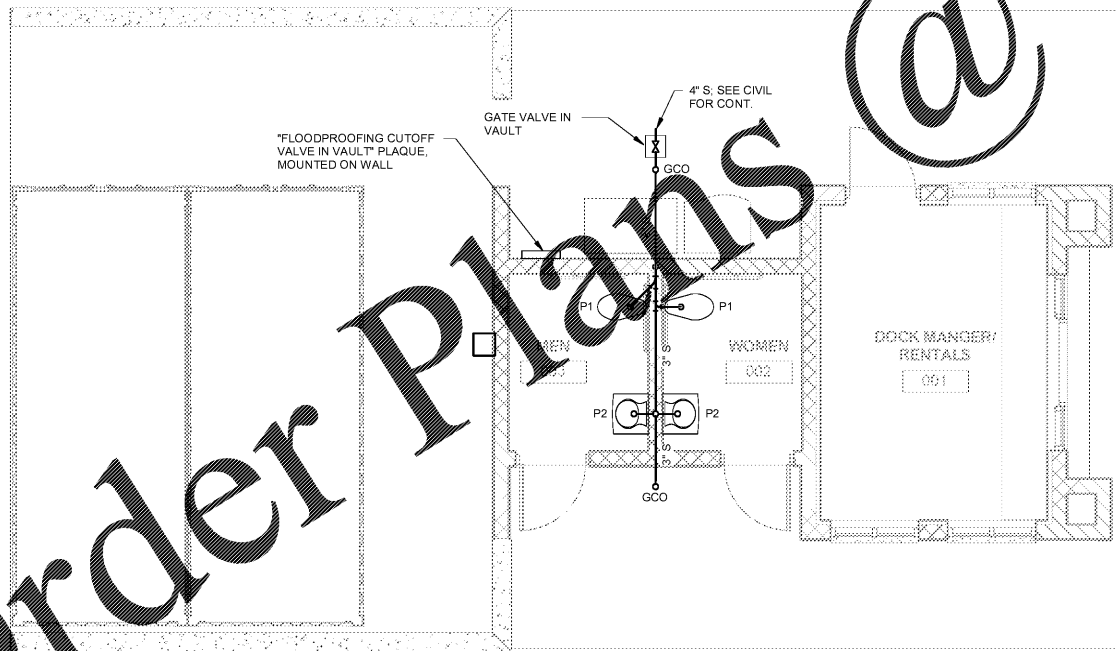 4" S; SEE CIVIL
FOR CONT.
GATE VALVE IN
VAULT
"FLOODPROOFING CUTOFF
VALVE IN VAULT" PLAQUE,
MOUNTED ON WALL
GCO
P1
P1
MEN
WOMEN
002
3" S
DOCK MANGER/
RENTALS
001
P2
P2
3" S
GCO
order Plans @